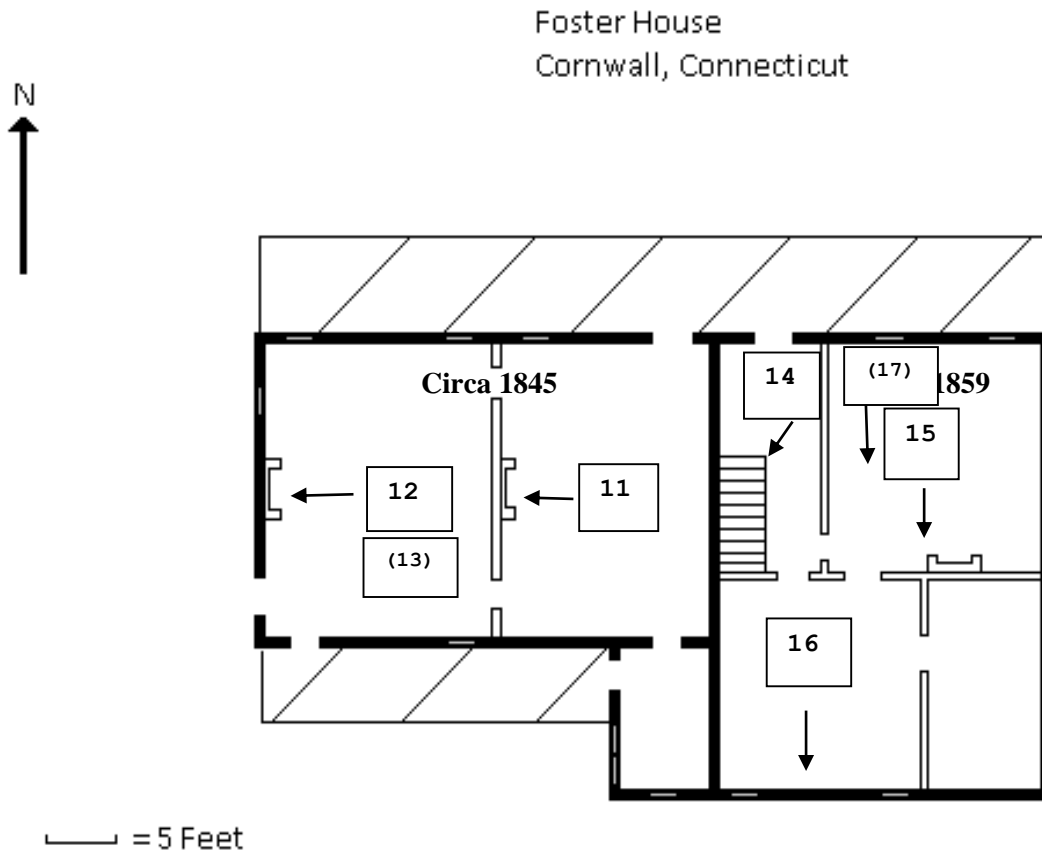 Foster House
Cornwall, Connecticut
N
Circa 1845
14
(17)
1859
15
12
11
(13)
16
= 5 Feet